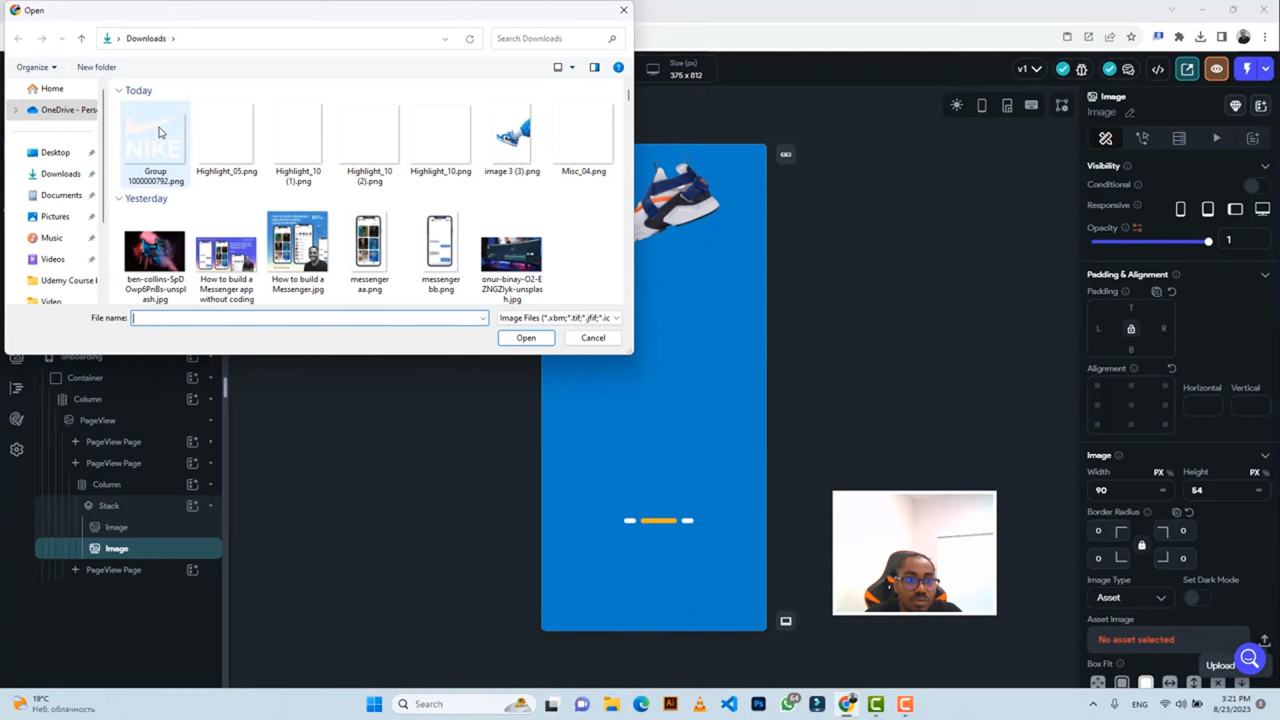 Open
Downloads
Search Downloads
Organize
New folder
Home
OneDrive - Pers
Desktop
Downloads
Documents
Pictures
Music
Videos
Udemy Course
Video
Today
NIKE
Group
1000000792.png
Highlight_05.png
Highlight_10
(1).png
Highlight_10
(2).png
Highlight_10.png
image 3 (3).png
Misc_04.png
Yesterday
ben-collins-SpD
Owp6PnBs-unspl
ash.jpg
How to build a
Messenger app
without coding
How to build a
Messenger.jpg
messenger
aa.png
messenger
bb.png
onur-binay-O2-E
ZNGZIyk-unsplas
h.jpg
File name:
Image Files (*.xbm;*.tif;*.jfif;*.ic
Open
Cancel
Size (px)
375 x 812
v1
onboarding
Container
Column
PageView
PageView Page
PageView Page
Column
Stack
Image
Image
PageView Page
Image
Image
Visibility
Conditional
Responsive
Opacity
1
Padding & Alignment
Padding
T
L
R
B
Alignment
Horizontal
Vertical
Image
Width
PX
%
Height
PX
%
90
54
Border Radius
0
0
0
0
Image Type
Set Dark Mode
Asset
Asset Image
No asset selected
Box Fit
Upload
19°C
Небл. облачность
Search
64
ENG
3:21 PM
8/23/2023